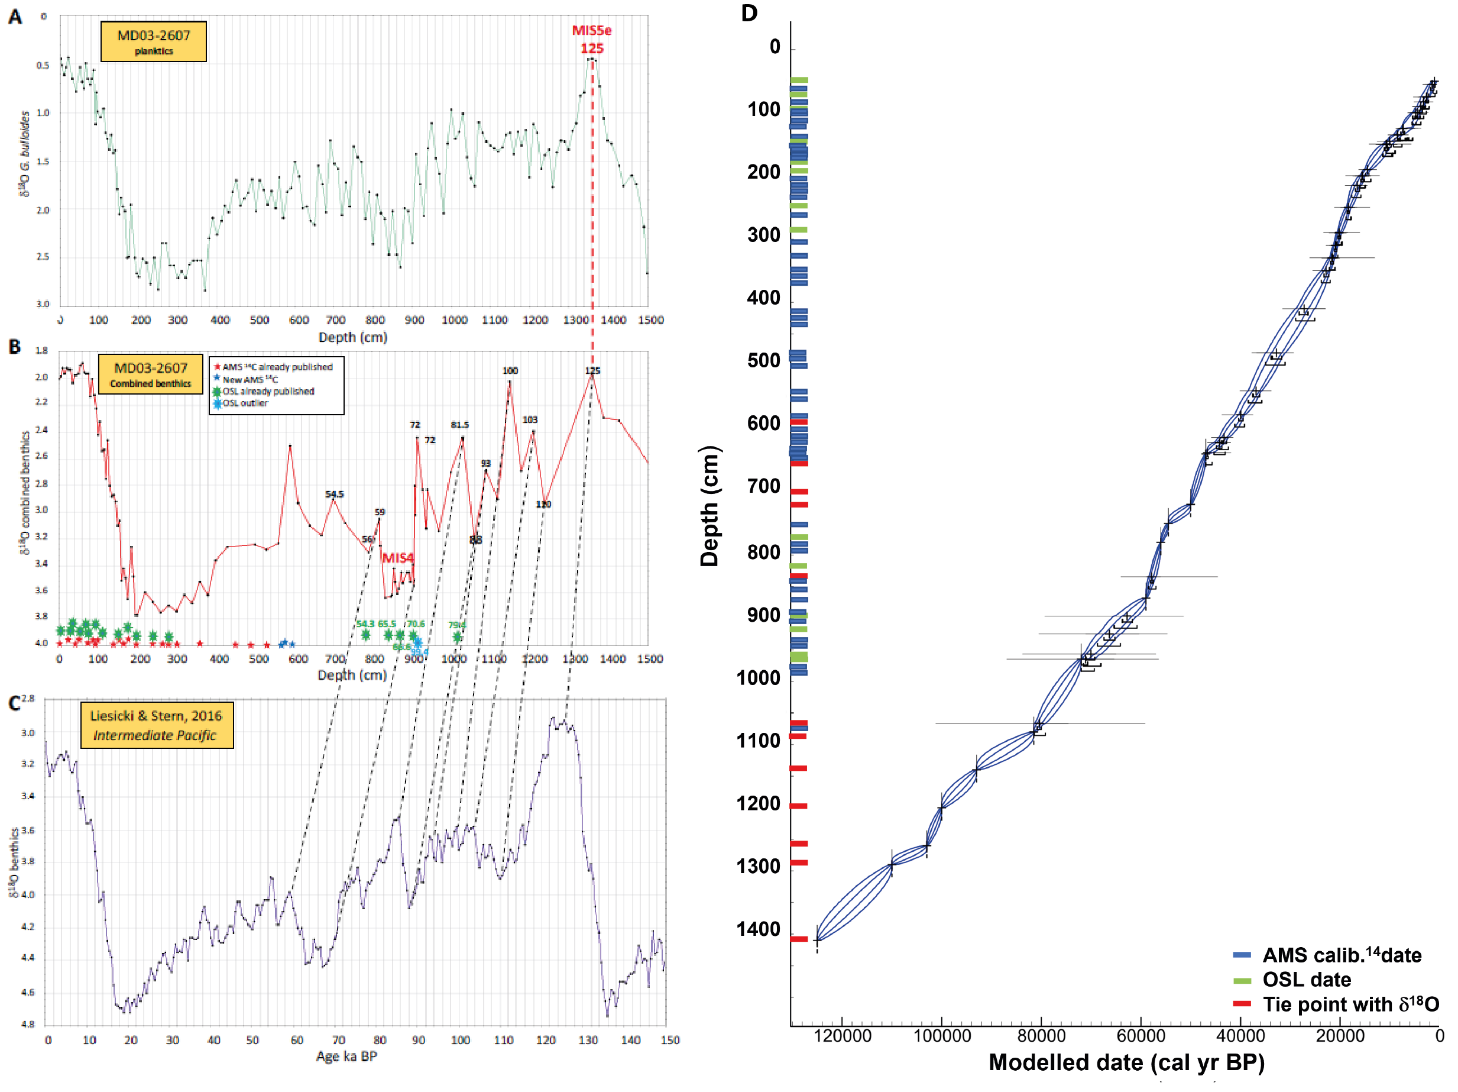 A
MD03-2607
planktics
MIS5e
125
0
0.5
1.0
1.5
2.0
2.5
3.0
δ18O G. bulloides
0 100 200 300 400 500 600 700 800 900 1000 1100 1200 1300 1400 1500
Depth (cm)
B
MD03-2607
Combined benthics
AMS 14C already published
New AMS 14C
OSL already published
OSL outlier
1.8
2.0
2.2
2.4
2.6
2.8
3.0
3.2
3.4
3.6
3.8
4.0
δ18O combined benthics
54.5
56
59
MIS4
72
72
81.5
88
93
100
103
110
125
54.3 65.5 70.6 79.4
0 100 200 300 400 500 600 700 800 900 1000 1100 1200 1300 1400 1500
Depth (cm)
C
Liesicki & Stern, 2016
Intermediate Pacific
2.8
3.0
3.2
3.4
3.6
3.8
4.0
4.2
4.4
4.6
4.8
δ18O benthics
0 10 20 30 40 50 60 70 80 90 100 110 120 130 140 150
Age ka BP
D
0
100
200
300
400
500
600
700
800
900
1000
1100
1200
1300
1400
Depth (cm)
AMS calib.14date
OSL date
Tie point with δ18O
120000 100000 80000 60000 40000 20000 0
Modelled date (cal yr BP)